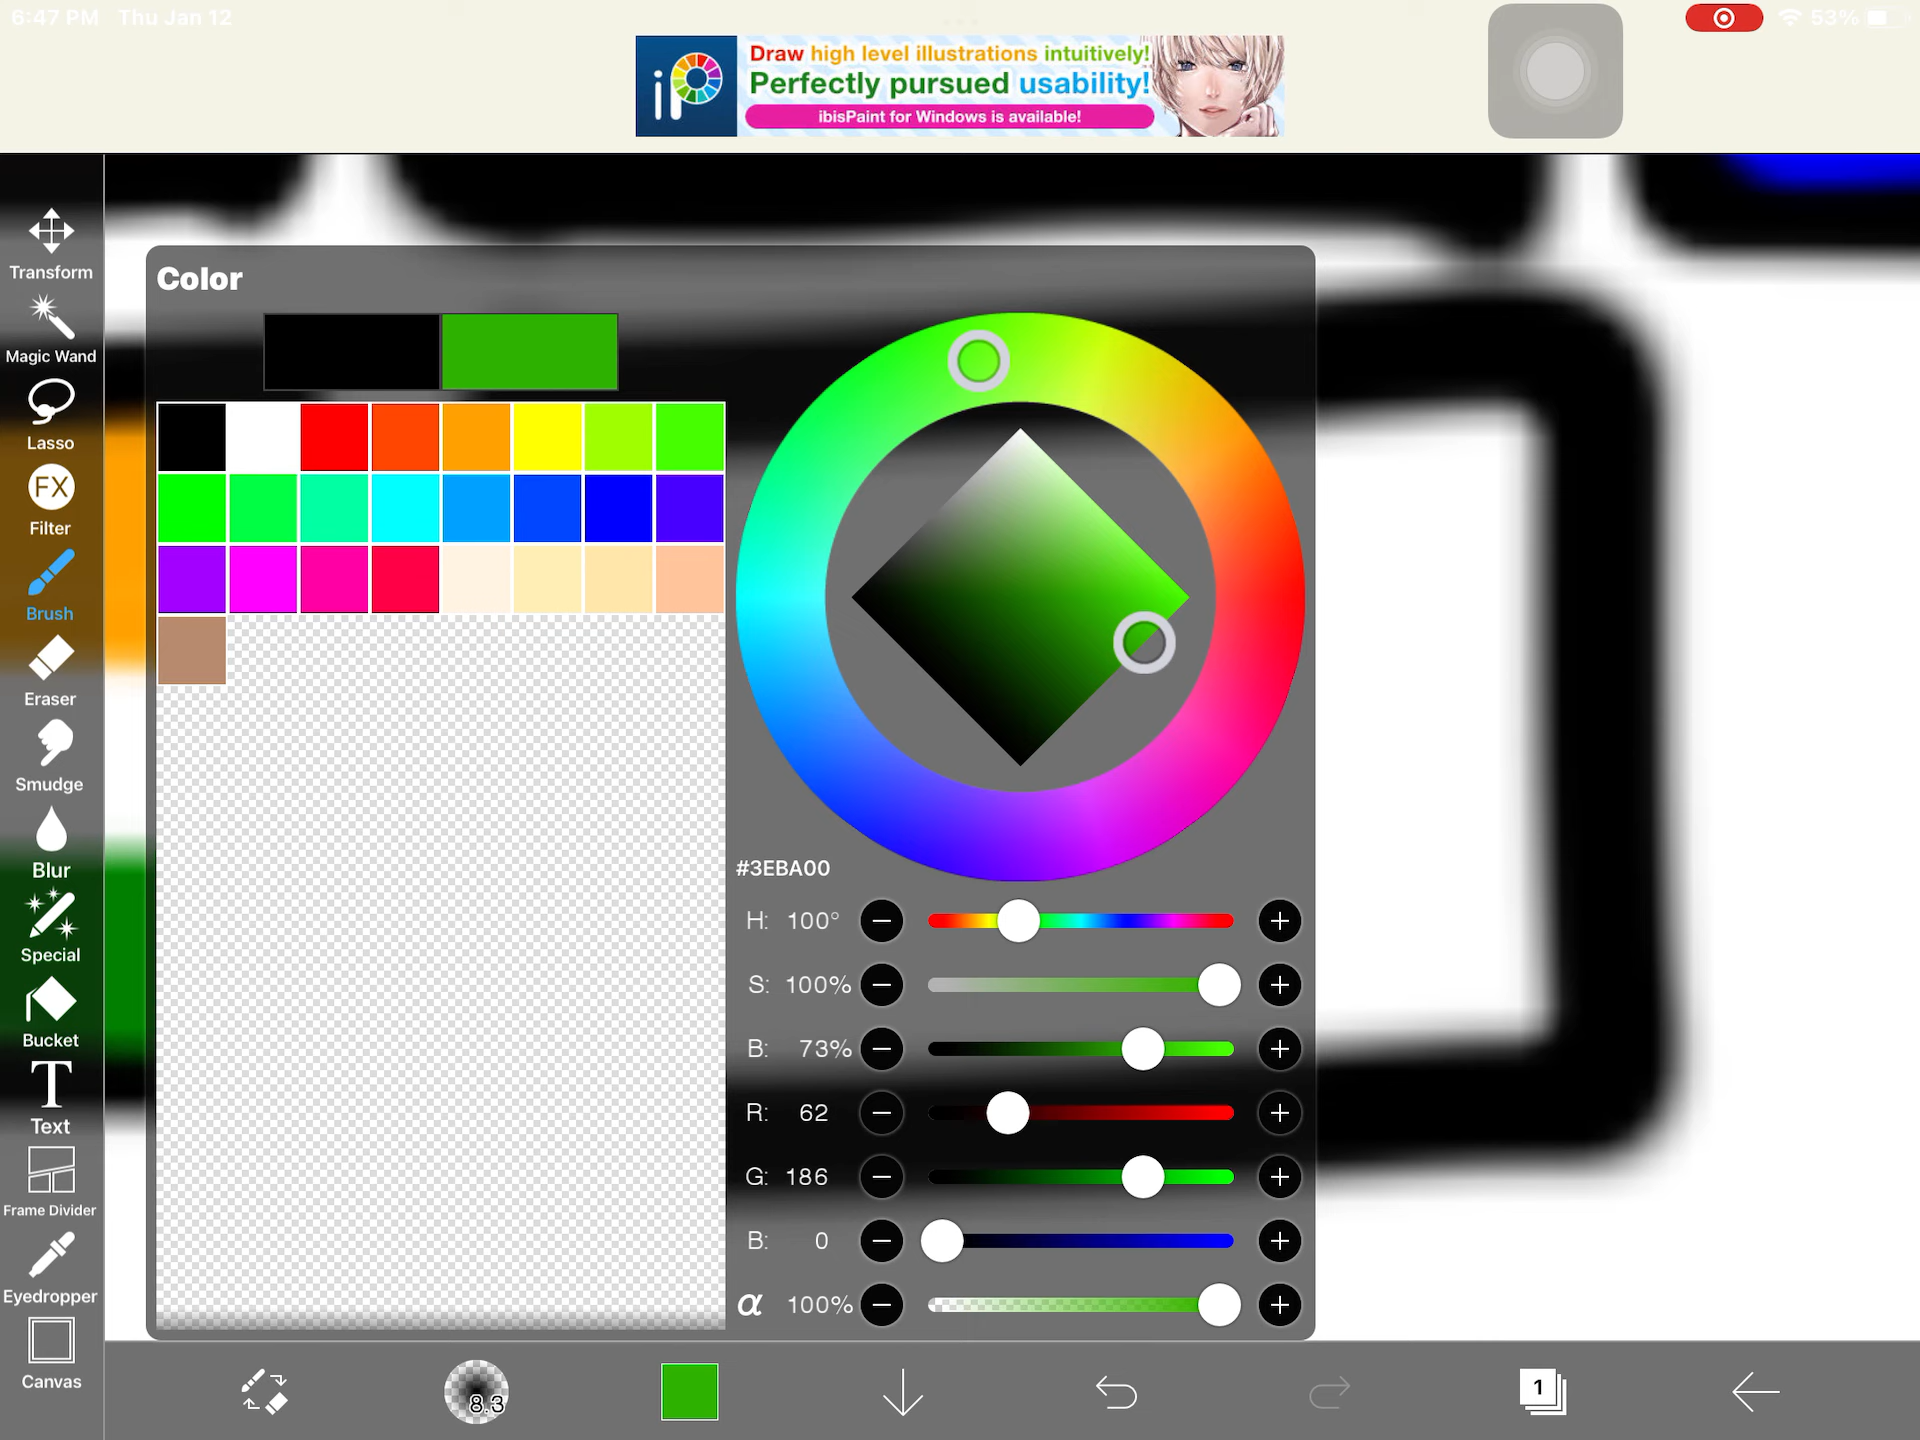 6:47 PM Thu Jan 12
53%
iP
Draw high level illustrations intuitively!
Perfectly pursued usability!
ibisPaint for Windows is available!
Transform
Magic Wand
Lasso
FX
Filter
Brush
Eraser
Smudge
Blur
Special
Bucket
T
Text
Frame Divider
Eyedropper
Canvas
Color
#3EBA00
H: 100°
S: 100%
B: 73%
R: 62
G: 186
B: 0
α 100%
8.3
1